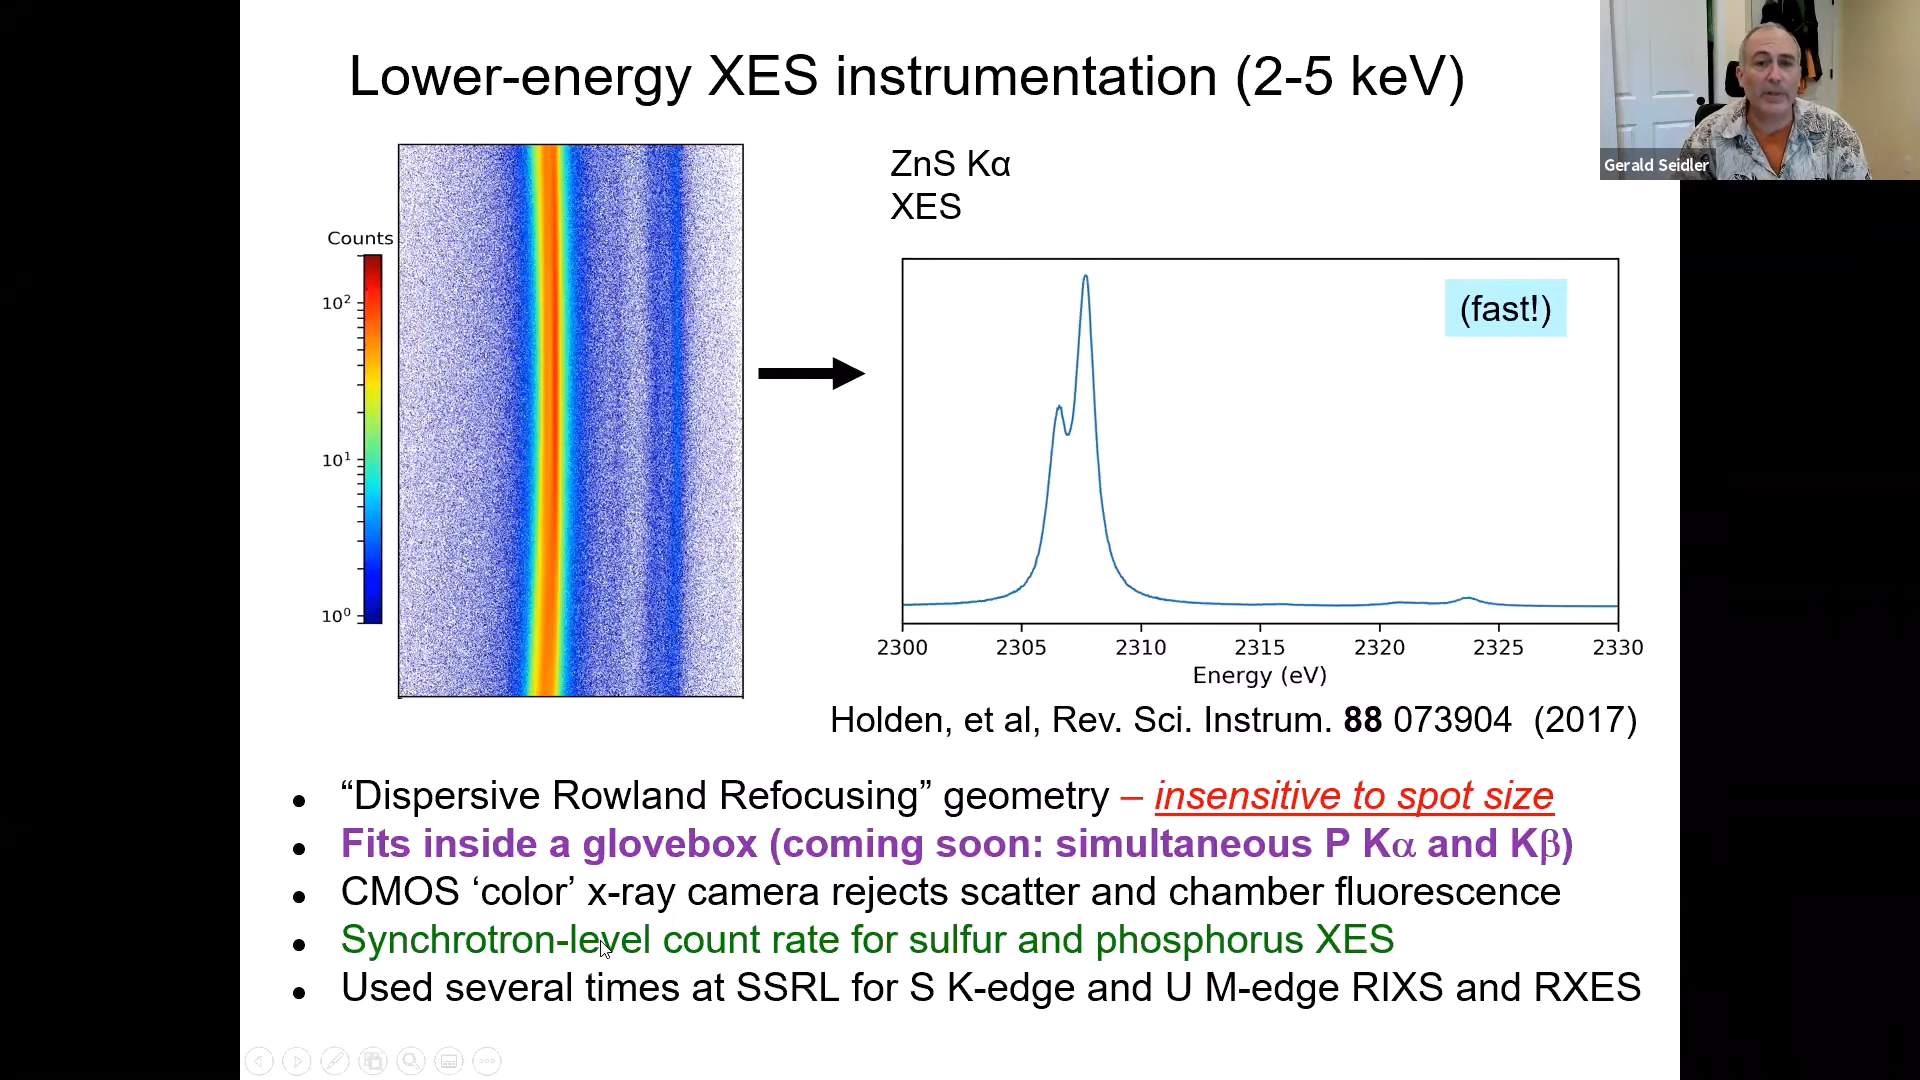 Lower-energy XES instrumentation (2-5 keV)
Gerald Seidler
ZnS Kα
XES
Counts
10²
10¹
10⁰
(fast!)
2300 2305 2310 2315 2320 2325 2330
Energy (eV)
Holden, et al, Rev. Sci. Instrum. 88 073904 (2017)
• “Dispersive Rowland Refocusing” geometry – insensitive to spot size
• Fits inside a glovebox (coming soon: simultaneous P Kα and Kβ)
• CMOS ‘color’ x-ray camera rejects scatter and chamber fluorescence
• Synchrotron-level count rate for sulfur and phosphorus XES
• Used several times at SSRL for S K-edge and U M-edge RIXS and RXES